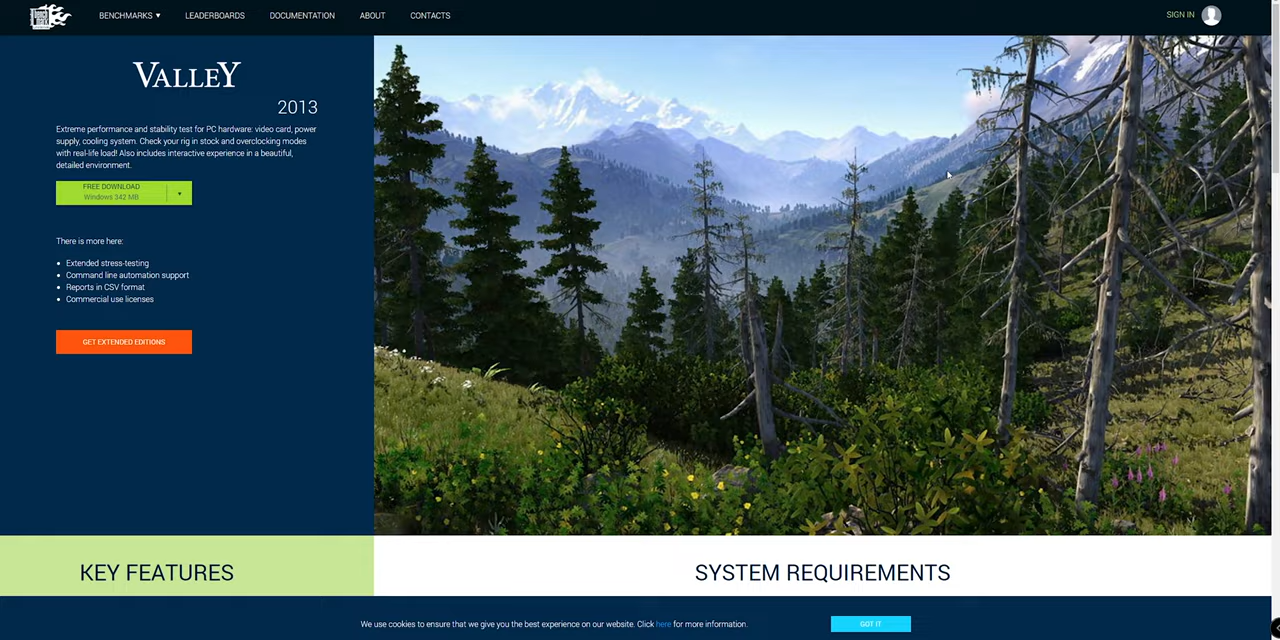 BENCHMARKS ▼ LEADERBOARDS DOCUMENTATION ABOUT CONTACTS SIGN IN
VALLEY
2013
Extreme performance and stability test for PC hardware: video card, power
supply, cooling system. Check your rig in stock and overclocking modes
with real-life load! Also includes interactive experience in a beautiful,
detailed environment.
FREE DOWNLOAD
Windows 342 MB
There is more here:
Extended stress-testing
Command line automation support
Reports in CSV format
Commercial use licenses
GET EXTENDED EDITIONS
KEY FEATURES
SYSTEM REQUIREMENTS
We use cookies to ensure that we give you the best experience on our website. Click here for more information.
GOT IT